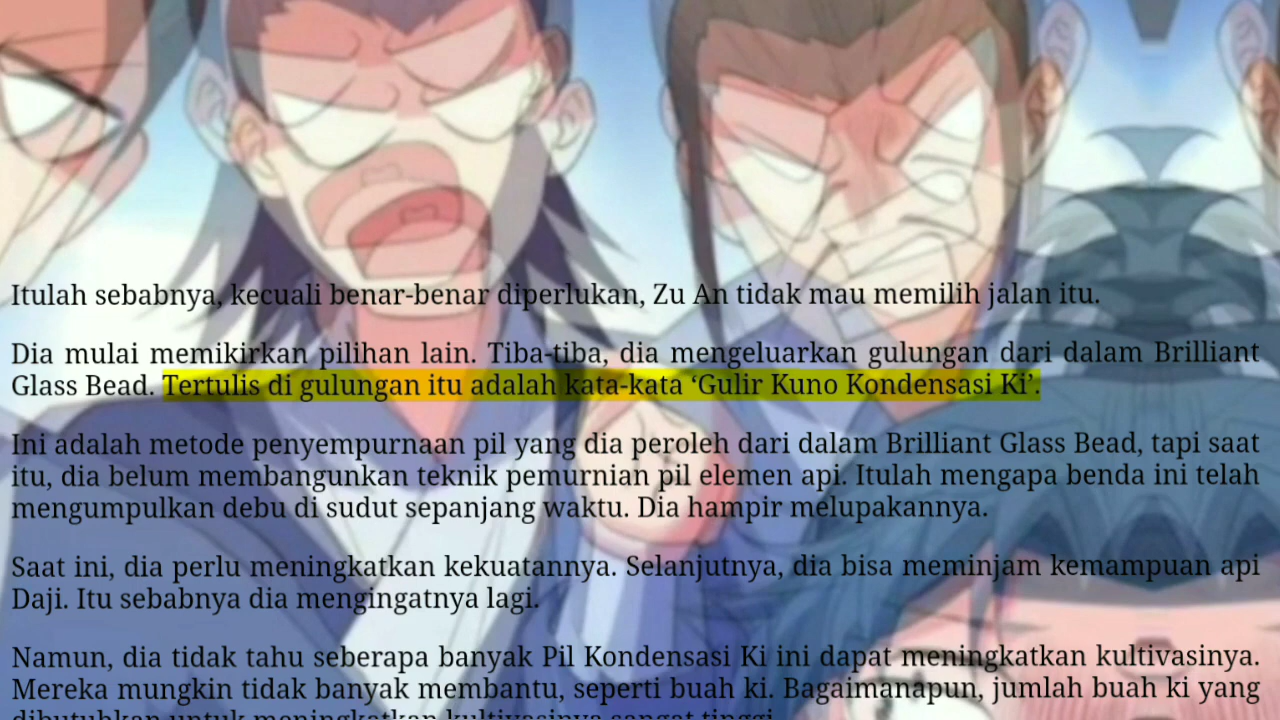 Itulah sebabnya, kecuali benar-benar diperlukan, Zu An tidak mau memilih jalan itu.
Dia mulai memikirkan pilihan lain. Tiba-tiba, dia mengeluarkan gulungan dari dalam Brilliant
Glass Bead. Tertulis di gulungan itu adalah kata-kata ‘Gulir Kuno Kondensasi Ki’.
Ini adalah metode penyempurnaan pil yang dia peroleh dari dalam Brilliant Glass Bead, tapi saat
itu, dia belum membangunkan teknik pemurnian pil elemen api. Itulah mengapa benda ini telah
mengumpulkan debu di sudut sepanjang waktu. Dia hampir melupakannya.
Saat ini, dia perlu meningkatkan kekuatannya. Selanjutnya, dia bisa meminjam kemampuan api
Daji. Itu sebabnya dia mengingatnya lagi.
Namun, dia tidak tahu seberapa banyak Pil Kondensasi Ki ini dapat meningkatkan kultivasinya.
Mereka mungkin tidak banyak membantu, seperti buah ki. Bagaimanapun, jumlah buah ki yang
dibutuhkan untuk meningkatkan kultivasinya sangat tinggi.